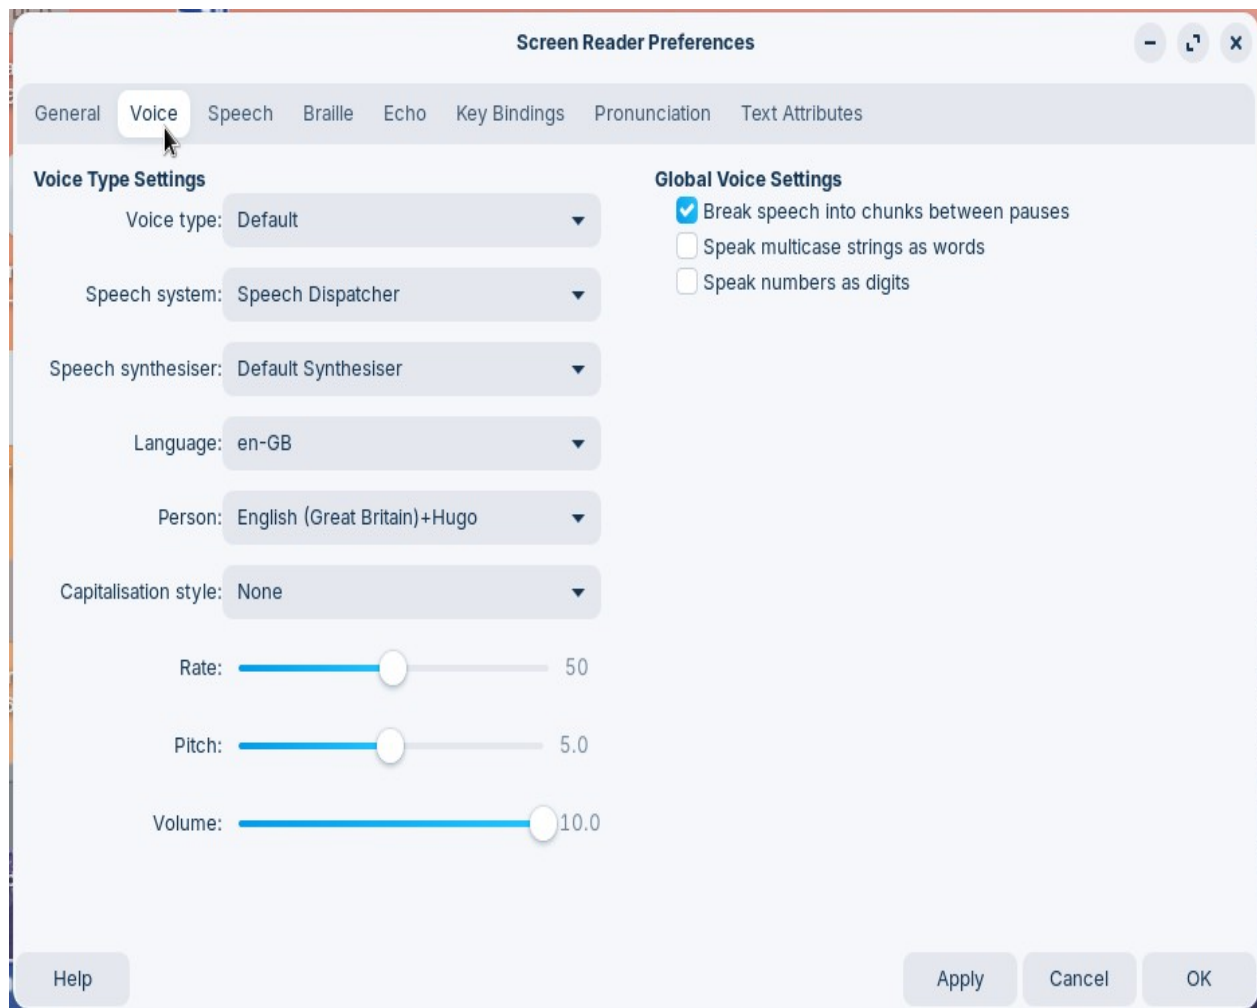 Screen Reader Preferences
General Voice Speech Braille Echo Key Bindings Pronunciation Text Attributes
Voice Type Settings
Voice type: Default
Speech system: Speech Dispatcher
Speech synthesiser: Default Synthesiser
Language: en-GB
Person: English (Great Britain)+Hugo
Capitalisation style: None
Rate: 50
Pitch: 5.0
Volume: 10.0
Global Voice Settings
Break speech into chunks between pauses
Speak multicase strings as words
Speak numbers as digits
Help Apply Cancel OK